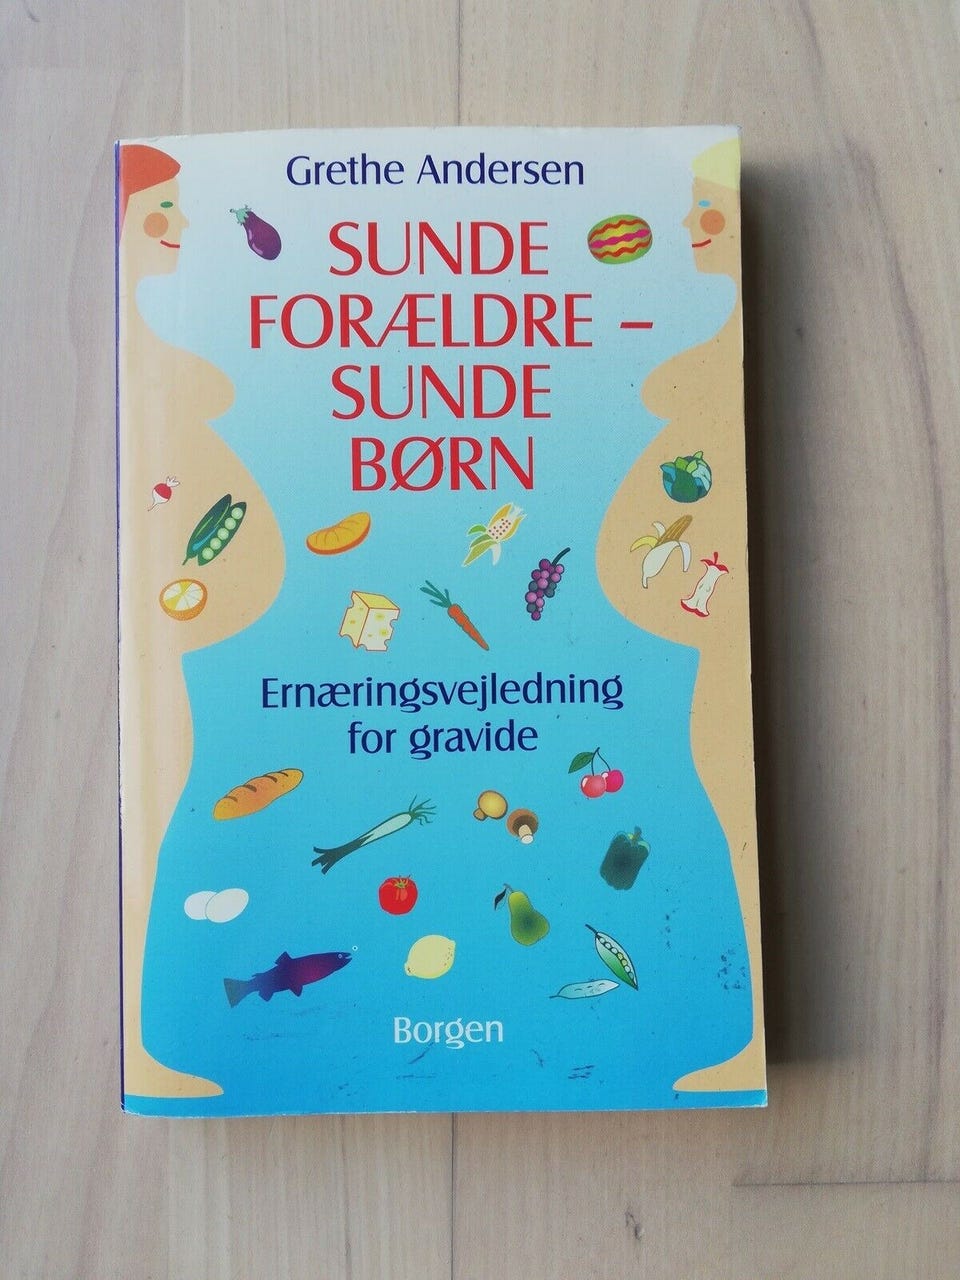 Grethe Andersen
SUNDE
FORÆLDRE –
SUNDE
BØRN
Ernæringsvejledning
for gravide
Borgen